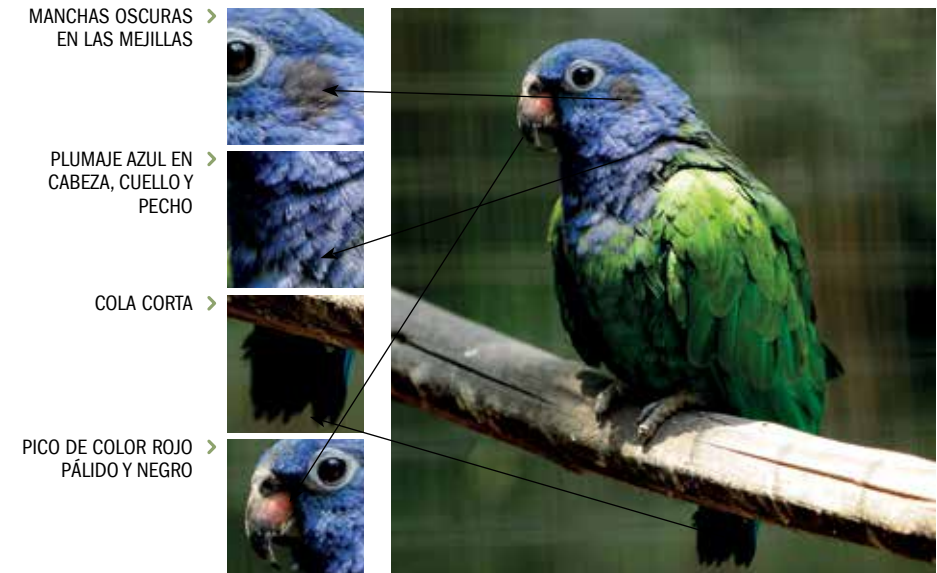 MANCHAS OSCURAS
EN LAS MEJILLAS
PLUMAJE AZUL EN
CABEZA, CUELLO Y
PECHO
COLA CORTA
PICO DE COLOR ROJO
PÁLIDO Y NEGRO